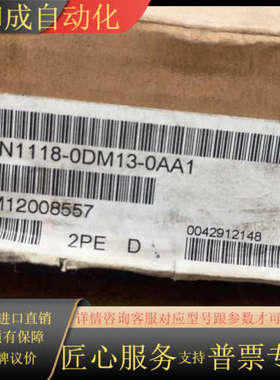 成自动化
N1118-0DM13-0AA1
M12008557
2PE D
0042912148
进口直销
有保障
牌议价
详情咨询客服对应型号跟参数才可
匠心服务 支持 普票专